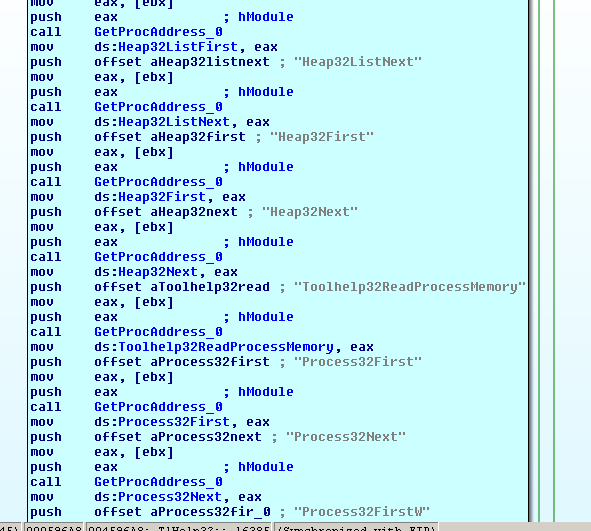 mov eax, [ebx]
push eax ; hModule
call GetProcAddress_0
mov ds:Heap32ListFirst, eax
push offset aHeap32listnext ; "Heap32ListNext"
mov eax, [ebx]
push eax ; hModule
call GetProcAddress_0
mov ds:Heap32ListNext, eax
push offset aHeap32first ; "Heap32First"
mov eax, [ebx]
push eax ; hModule
call GetProcAddress_0
mov ds:Heap32First, eax
push offset aHeap32next ; "Heap32Next"
mov eax, [ebx]
push eax ; hModule
call GetProcAddress_0
mov ds:Heap32Next, eax
push offset aToolhelp32read ; "Toolhelp32ReadProcessMemory"
mov eax, [ebx]
push eax ; hModule
call GetProcAddress_0
mov ds:Toolhelp32ReadProcessMemory, eax
push offset aProcess32first ; "Process32First"
mov eax, [ebx]
push eax ; hModule
call GetProcAddress_0
mov ds:Process32First, eax
push offset aProcess32next ; "Process32Next"
mov eax, [ebx]
push eax ; hModule
call GetProcAddress_0
mov ds:Process32Next, eax
push offset aProcess32fir_0 ; "Process32FirstW"